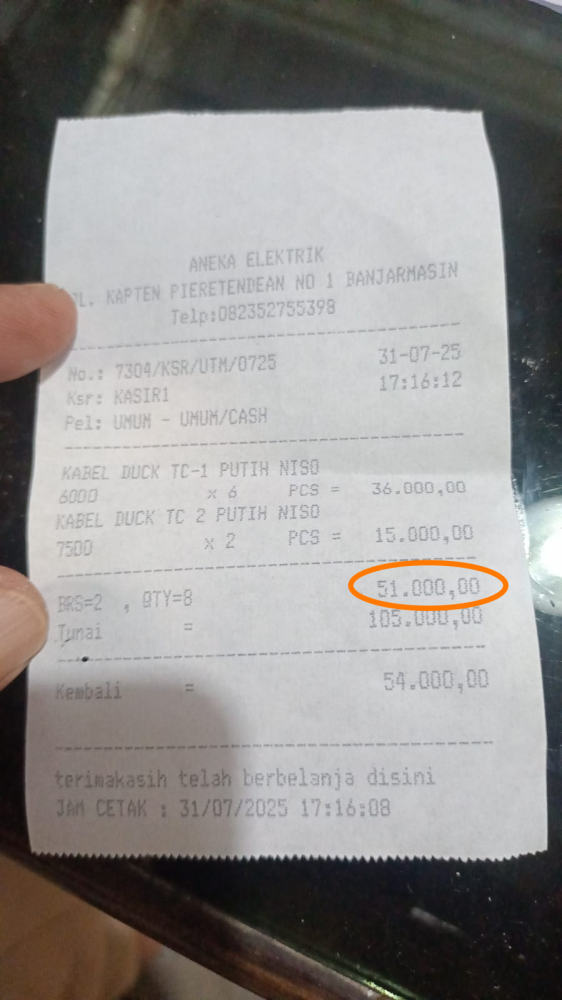 ANEKA ELEKTRIK
JL. KAPTEN PIERETENDEAN NO 1 BANJARMASIN
Telp:082352755398
No.: 7304/KSR/UTM/0725 31-07-25
Ksr: KASIR1 17:16:12
Pel: UMUM - UMUM/CASH
KABEL DUCK TC-1 PUTIH NISO
6000 x 6 PCS = 36.000,00
KABEL DUCK TC 2 PUTIH NISO
7500 x 2 PCS = 15.000,00
BRS=2 , QTY=8 51.000,00
Tunai = 105.000,00
Kembali = 54.000,00
terimakasih telah berbelanja disini
JAM CETAK : 31/07/2025 17:16:08